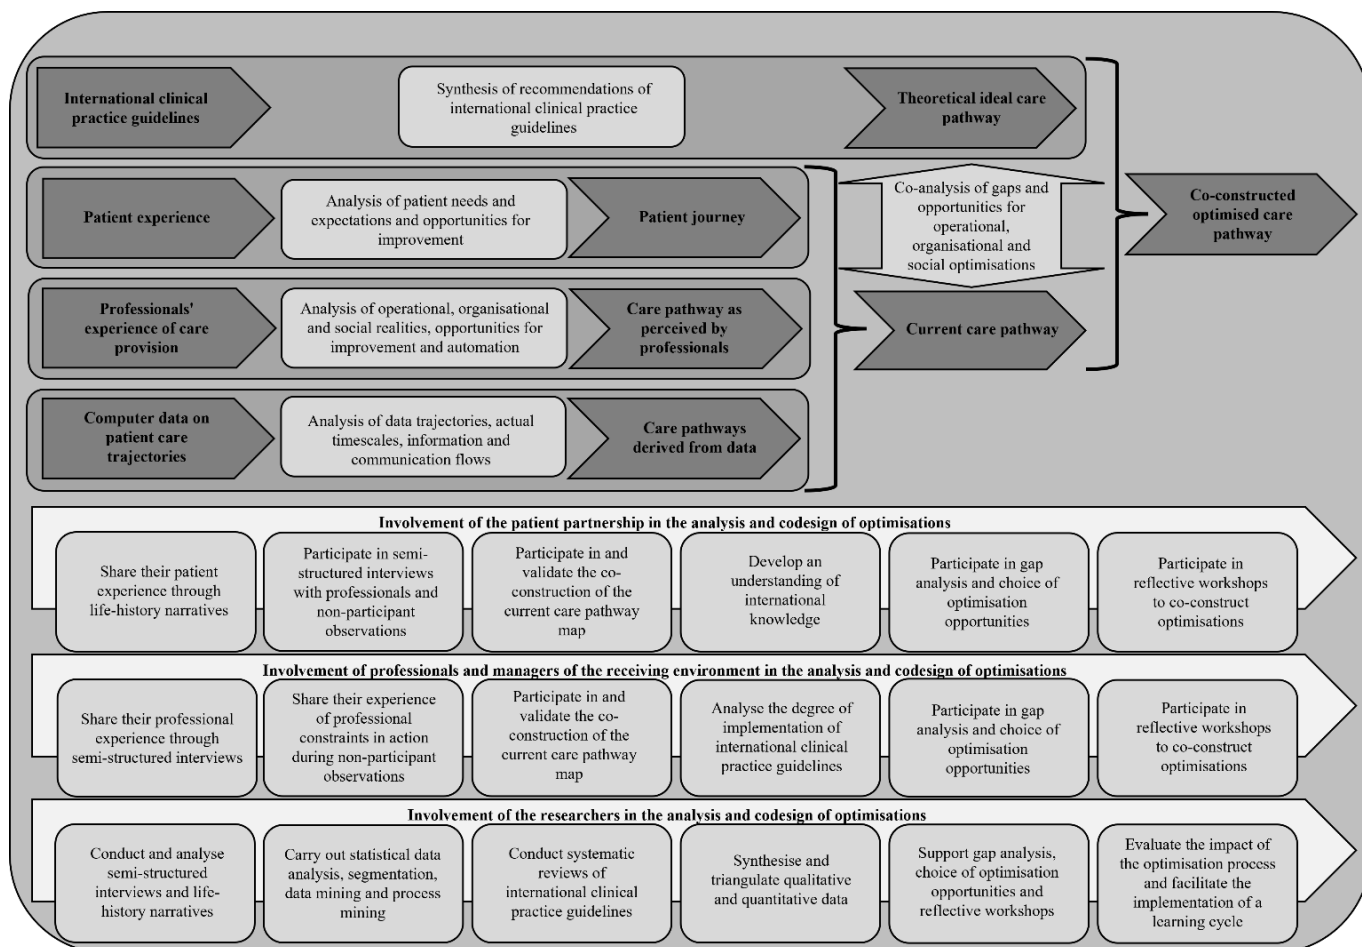 International clinical
practice guidelines
Synthesis of recommendations of
international clinical practice
guidelines
Theoretical ideal care
pathway
Patient experience
Analysis of patient needs and
expectations and opportunities for
improvement
Patient journey
Co-analysis of gaps and
opportunities for
operational,
organisational and
social optimisations
Co-constructed
optimised care
pathway
Professionals'
experience of care
provision
Analysis of operational, organisational
and social realities, opportunities for
improvement and automation
Care pathway as
perceived by
professionals
Current care pathway
Computer data on
patient care
trajectories
Analysis of data trajectories, actual
timescales, information and
communication flows
Care pathways
derived from data
Involvement of the patient partnership in the analysis and codesign of optimisations
Share their patient
experience through
life-history narratives
Participate in semi-
structured interviews
with professionals and
non-participant
observations
Participate in and
validate the co-
construction of the
current care pathway
map
Develop an
understanding of
international
knowledge
Participate in gap
analysis and choice of
optimisation
opportunities
Participate in
reflective workshops
to co-construct
optimisations
Involvement of professionals and managers of the receiving environment in the analysis and codesign of optimisations
Share their professional
experience through
semi-structured interviews
Share their experience
of professional
constraints in action
during non-participant
observations
Participate in and
validate the co-
construction of the
current care pathway
map
Analyse the degree of
implementation of
international clinical
practice guidelines
Participate in gap
analysis and choice of
optimisation
opportunities
Participate in
reflective workshops
to co-construct
optimisations
Involvement of the researchers in the analysis and codesign of optimisations
Conduct and analyse
semi-structured
interviews and life-
history narratives
Carry out statistical data
analysis, segmentation,
data mining and process
mining
Conduct systematic
reviews of
international clinical
practice guidelines
Synthesise and
triangulate qualitative
and quantitative data
Support gap analysis,
choice of optimisation
opportunities and
reflective workshops
Evaluate the impact of
the optimisation process
and facilitate the
implementation of a
learning cycle